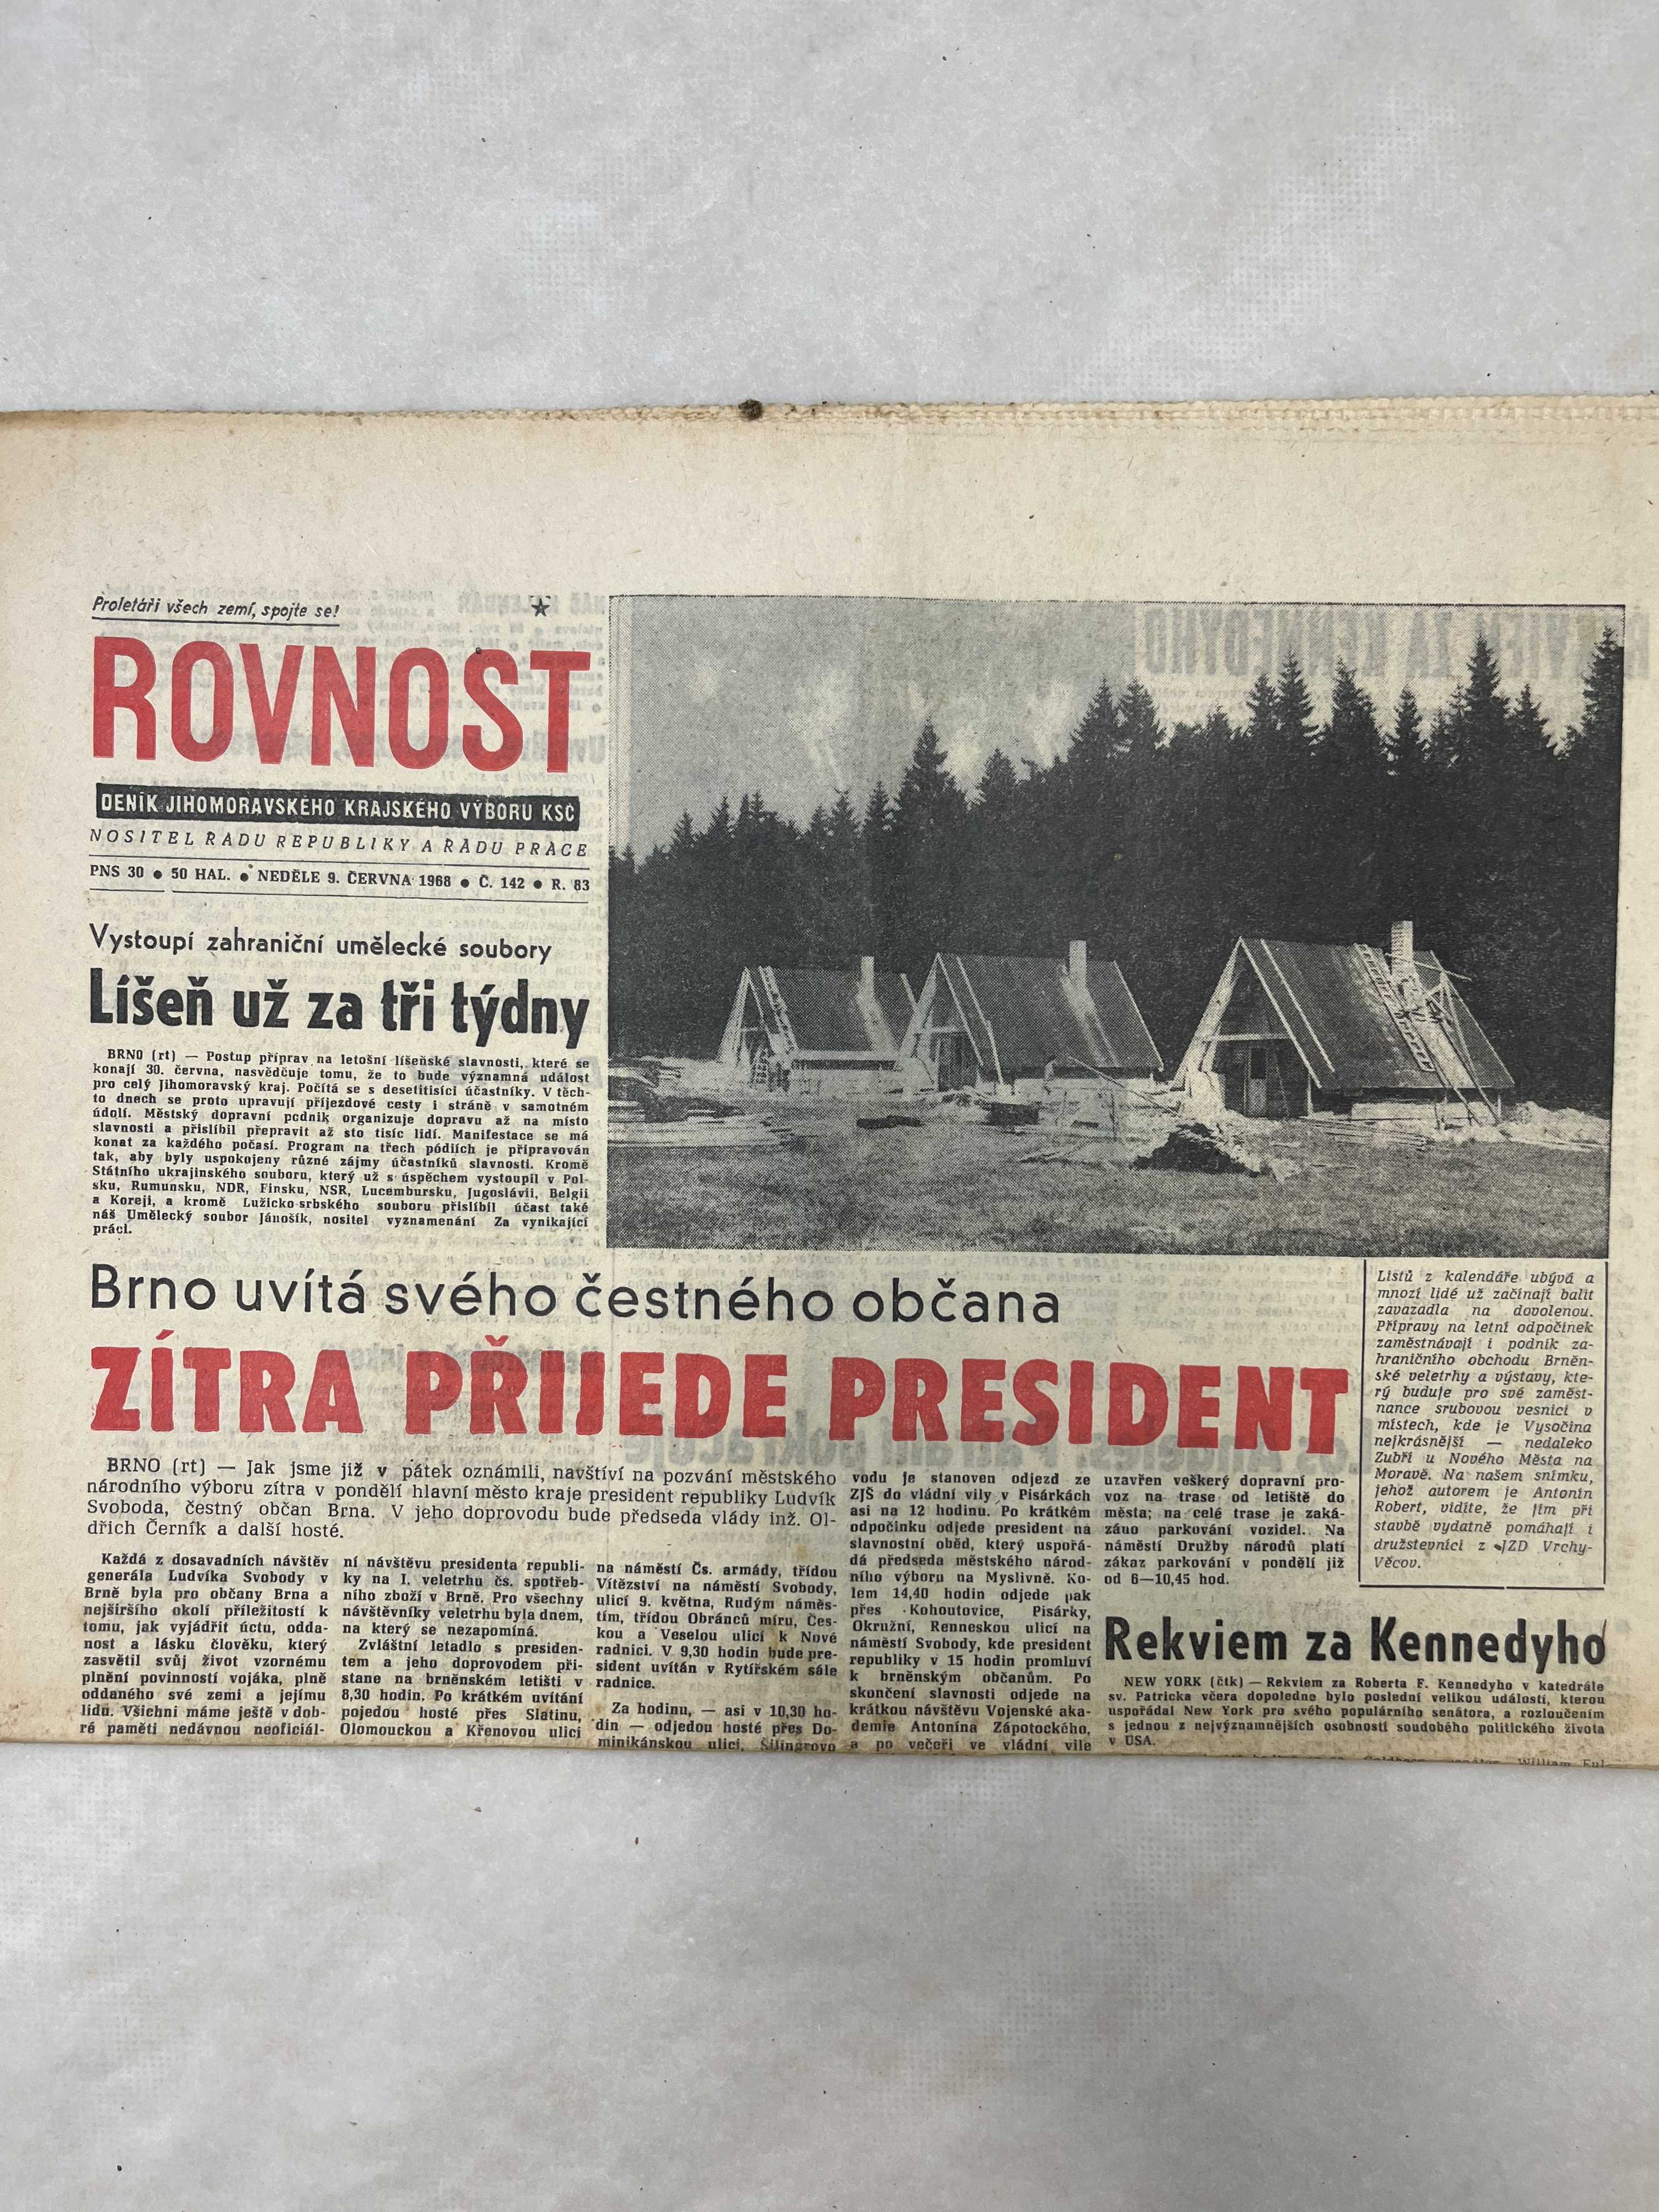 Proletáři všech zemí, spojte se!
ROVNOST
DENÍK JIHOMORAVSKÉHO KRAJSKÉHO VÝBORU KSČ
NOSITEL ŘÁDU REPUBLIKY A ŘÁDU PRÁCE
PNS 30 ● 50 HAL. ● NEDĚLE 9. ČERVNA 1968 ● Č. 142 ● R. 83
Vystoupí zahraniční umělecké soubory
Líšeň už za tři týdny
BRNO (rt) — Postup příprav na letošní líšeňské slavnosti, které se
konají 30. června, nasvědčuje tomu, že to bude významná událost
pro celý Jihomoravský kraj. Počítá se s desetitisíci účastníky. V těch-
to dnech se proto upravují příjezdové cesty i stráně v samotném
údolí. Městský dopravní podnik organizuje dopravu až na místo
slavnosti a přislíbil přepravit až sto tisíc lidí. Manifestace se má
konat za každého počasí. Program na třech pódiích je připravován
tak, aby byly uspokojeny různé zájmy účastníků slavnosti. Kromě
Státního ukrajinského souboru, který už s úspěchem vystoupil v Pol-
sku, Rumunsku, NDR, Finsku, NSR, Lucembursku, Jugoslávii, Belgii
a Koreji, a kromě Lužicko-srbského souboru přislíbil účast také
náš Umělecký soubor Jánošík, nositel vyznamenání Za vynikající
práci.
Brno uvítá svého čestného občana
ZÍTRA PŘIJEDE PRESIDENT
BRNO (rt) — Jak jsme již v pátek oznámili, navštíví na pozvání městského
národního výboru zítra v pondělí hlavní město kraje president republiky Ludvík
Svoboda, čestný občan Brna. V jeho doprovodu bude předseda vlády inž. Ol-
dřich Černík a další hosté.
Každá z dosavadních návštěv
generála Ludvíka Svobody v
Brně byla pro občany Brna a
nejširšího okolí příležitostí k
tomu, jak vyjádřit úctu, odda-
nost a lásku člověku, který
zasvětil svůj život vzornému
plnění povinností vojáka, plně
oddaného své zemi a jejímu
lidu. Všichni máme ještě v dob-
ré paměti nedávnou neoficiál-
ní návštěvu presidenta republi-
ky na I. veletrhu čs. spotřeb-
ního zboží v Brně. Pro všechny
návštěvníky veletrhu byla dnem,
na který se nezapomíná.
Zvláštní letadlo s presiden-
tem a jeho doprovodem při-
stane na brněnském letišti v
8,30 hodin. Po krátkém uvítání
pojedou hosté přes Slatinu,
Olomouckou a Křenovou ulicí
na náměstí Čs. armády, třídou
Vítězství na náměstí Svobody,
ulicí 9. května, Rudým náměs-
tím, třídou Obránců míru, Čes-
kou a Veselou ulicí k Nové
radnici. V 9,30 hodin bude pre-
sident uvítán v Rytířském sále
radnice.
Za hodinu, — asi v 10,30 ho-
din — odjedou hosté přes Do-
minikánskou ulici, Šilingrovo
vodu je stanoven odjezd ze
ZJŠ do vládní vily v Pisárkách
asi na 12 hodinu. Po krátkém
odpočinku odjede president na
slavnostní oběd, který uspořá-
dá předseda městského národ-
ního výboru na Myslivně. Ko-
lem 14,40 hodin odjede pak
přes Kohoutovice, Pisárky,
Okružní, Renneskou ulicí na
náměstí Svobody, kde president
republiky v 15 hodin promluví
k brněnským občanům. Po
skončení slavnosti odjede na
krátkou návštěvu Vojenské aka-
demie Antonína Zápotockého,
a po večeři ve vládní vile
uzavřen veškerý dopravní pro-
voz na trase od letiště do
města; na celé trase je zaká-
záno parkování vozidel. Na
náměstí Družby národů platí
zákaz parkování v pondělí již
od 6—10,45 hod.
Listů z kalendáře ubývá a
mnozí lidé už začínají balit
zavazadla na dovolenou.
Přípravy na letní odpočinek
zaměstnávají i podnik za-
hraničního obchodu Brněn-
ské veletrhy a výstavy, kte-
rý buduje pro své zaměst-
nance srubovou vesnici v
místech, kde je Vysočina
nejkrásnější — nedaleko
Zubří u Nového Města na
Moravě. Na našem snímku,
jehož autorem je Antonín
Robert, vidíte, že jim při
stavbě vydatně pomáhají i
družstevníci z JZD Vrchy-
Věcov.
Rekviem za Kennedyho
NEW YORK (čtk) — Rekviem za Roberta F. Kennedyho v katedrále
sv. Patricka včera dopoledne bylo poslední velikou událostí, kterou
uspořádal New York pro svého populárního senátora, a rozloučením
s jednou z nejvýznamnějších osobností soudobého politického života
v USA.